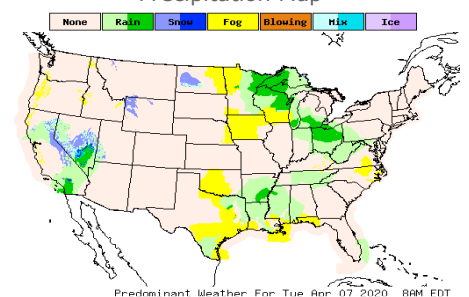 Precipitation Map
None Rain Snow Fog Blowing Mix Ice
Predominant Weather For Tue Apr 07 2020 8AM EDT